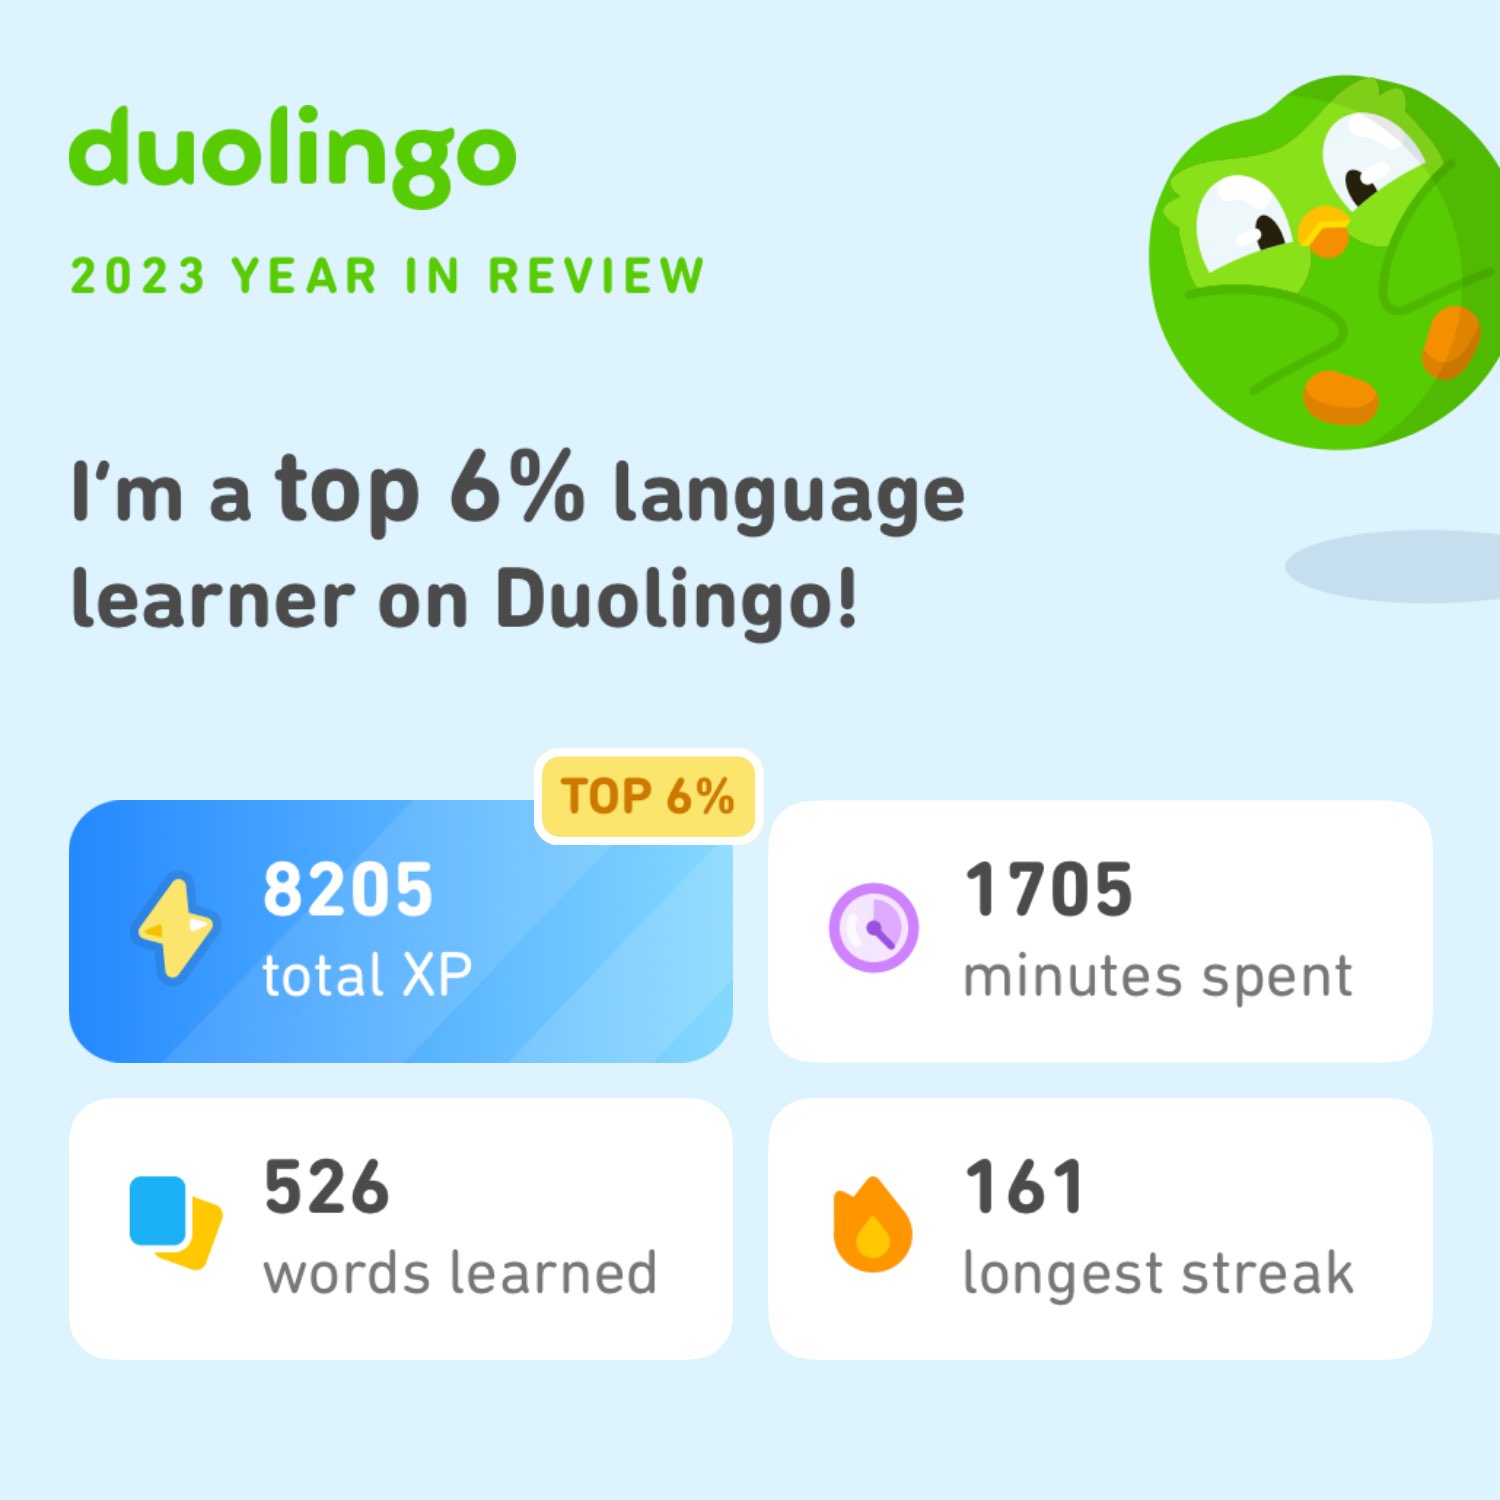 duolingo
2023 YEAR IN REVIEW
I'm a top 6% language
learner on Duolingo!
TOP 6%
8205
total XP
1705
minutes spent
526
words learned
161
longest streak